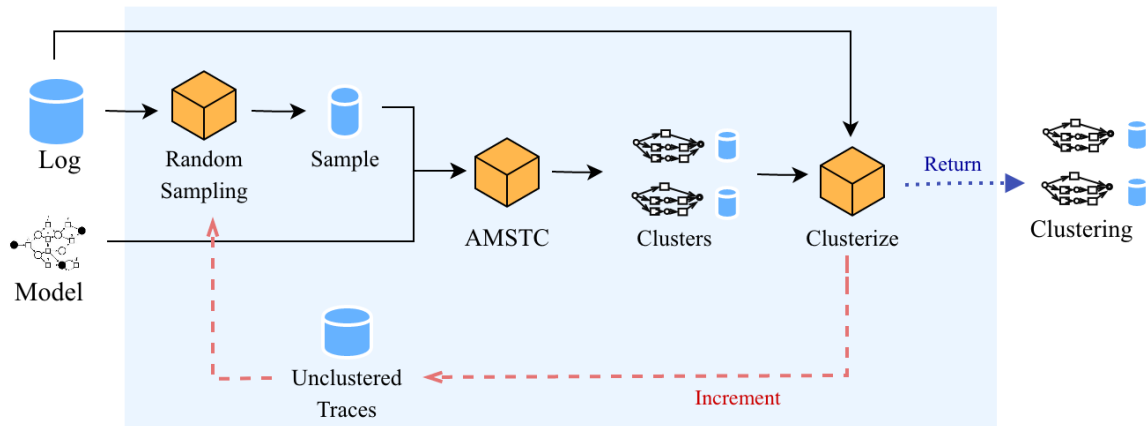 Log
Random
Sampling
Sample
Model
AMSTC
Clusters
Clusterize
Return
Clustering
Unclustered
Traces
Increment